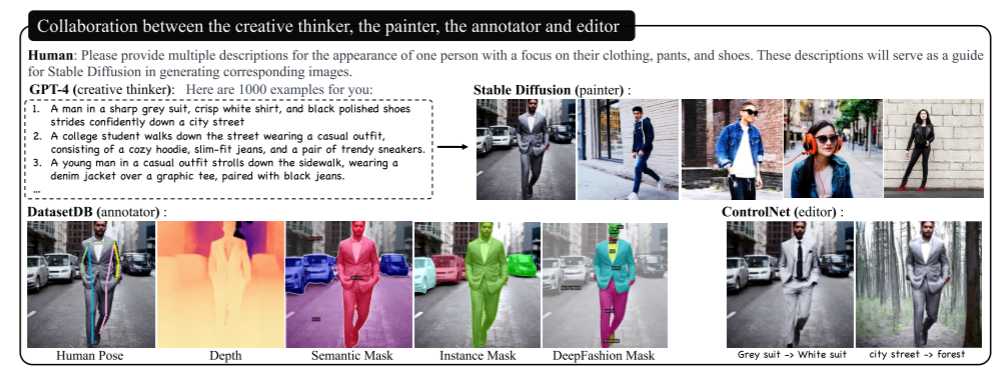 Collaboration between the creative thinker, the painter, the annotator and editor
Human: Please provide multiple descriptions for the appearance of one person with a focus on their clothing, pants, and shoes. These descriptions will serve as a guide
for Stable Diffusion in generating corresponding images.
GPT-4 (creative thinker): Here are 1000 examples for you:
1. A man in a sharp grey suit, crisp white shirt, and black polished shoes
strides confidently down a city street
2. A college student walks down the street wearing a casual outfit,
consisting of a cozy hoodie, slim-fit jeans, and a pair of trendy sneakers.
3. A young man in a casual outfit strolls down the sidewalk, wearing a
denim jacket over a graphic tee, paired with black jeans.
...
Stable Diffusion (painter) :
DatasetDB (annotator) :
ControlNet (editor) :
Human Pose
Depth
Semantic Mask
Instance Mask
DeepFashion Mask
Grey suit -> White suit
city street -> forest